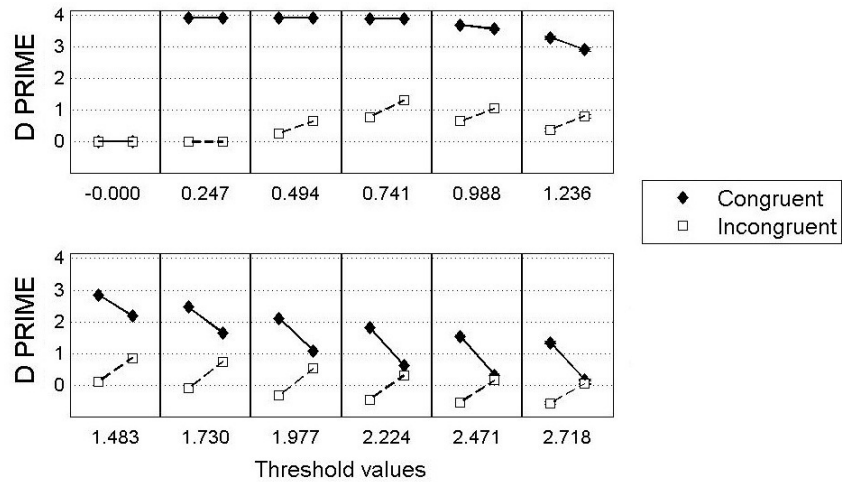 D PRIME
4
3
2
1
0
-0.000 0.247 0.494 0.741 0.988 1.236
Congruent
Incongruent
D PRIME
4
3
2
1
0
1.483 1.730 1.977 2.224 2.471 2.718
Threshold values